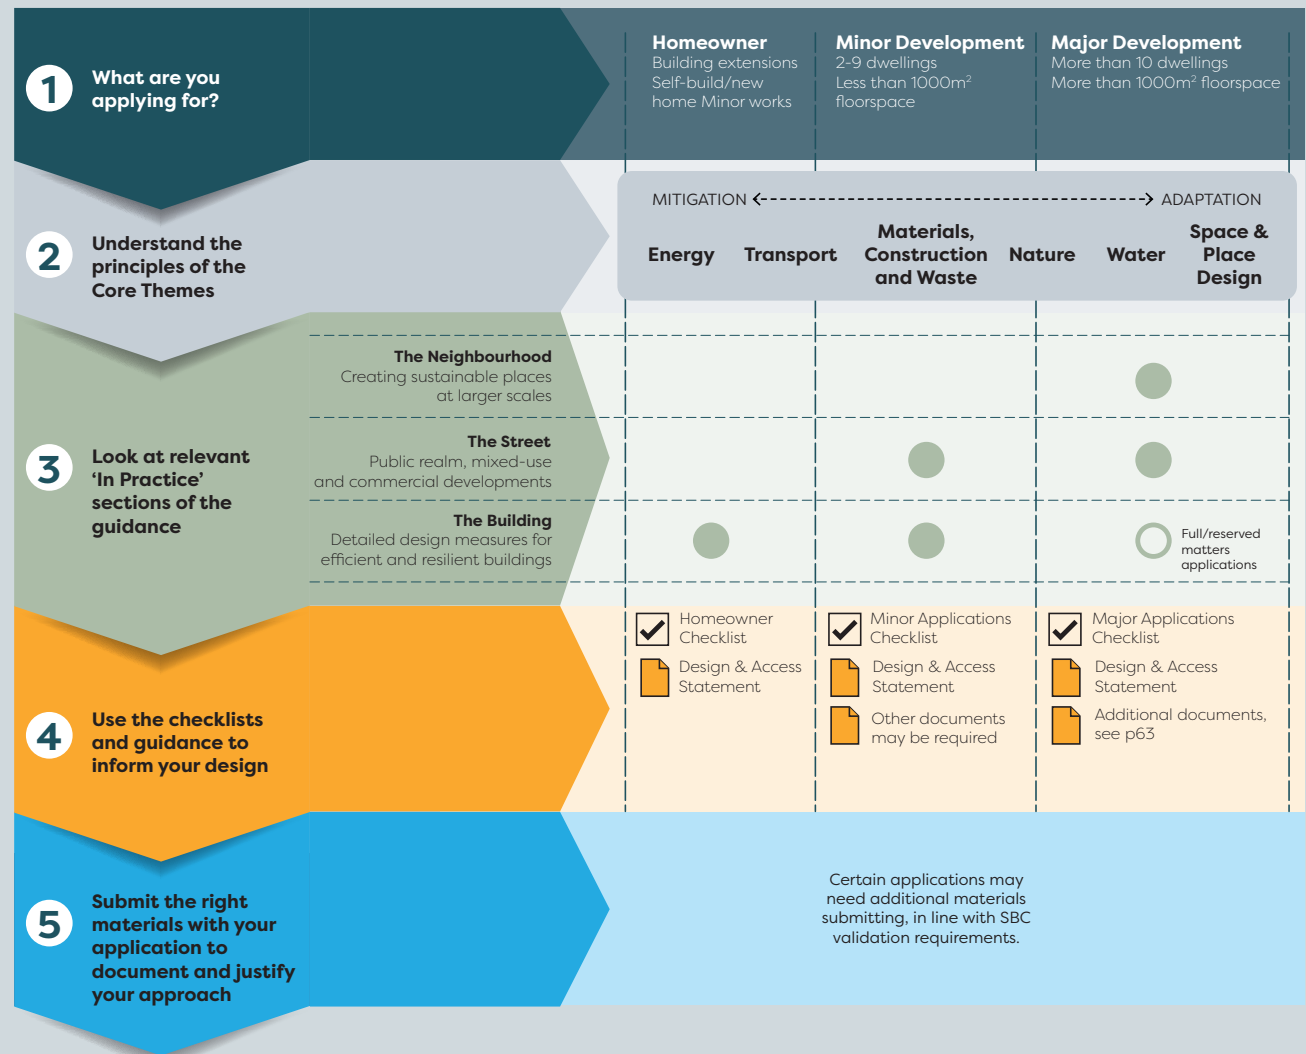 1
What are you
applying for?
Homeowner
Building extensions
Self-build/new
home Minor works
Minor Development
2-9 dwellings
Less than 1000m²
floorspace
Major Development
More than 10 dwellings
More than 1000m² floorspace
2
Understand the
principles of the
Core Themes
MITIGATION
ADAPTATION
Energy
Transport
Materials,
Construction
and Waste
Nature
Water
Space &
Place
Design
3
Look at relevant
‘In Practice’
sections of the
guidance
The Neighbourhood
Creating sustainable places
at larger scales
The Street
Public realm, mixed-use
and commercial developments
The Building
Detailed design measures for
efficient and resilient buildings
Full/reserved
matters
applications
4
Use the checklists
and guidance to
inform your design
Homeowner
Checklist
Design & Access
Statement
Minor Applications
Checklist
Design & Access
Statement
Other documents
may be required
Major Applications
Checklist
Design & Access
Statement
Additional documents,
see p63
5
Submit the right
materials with your
application to
document and justify
your approach
Certain applications may
need additional materials
submitting, in line with SBC
validation requirements.